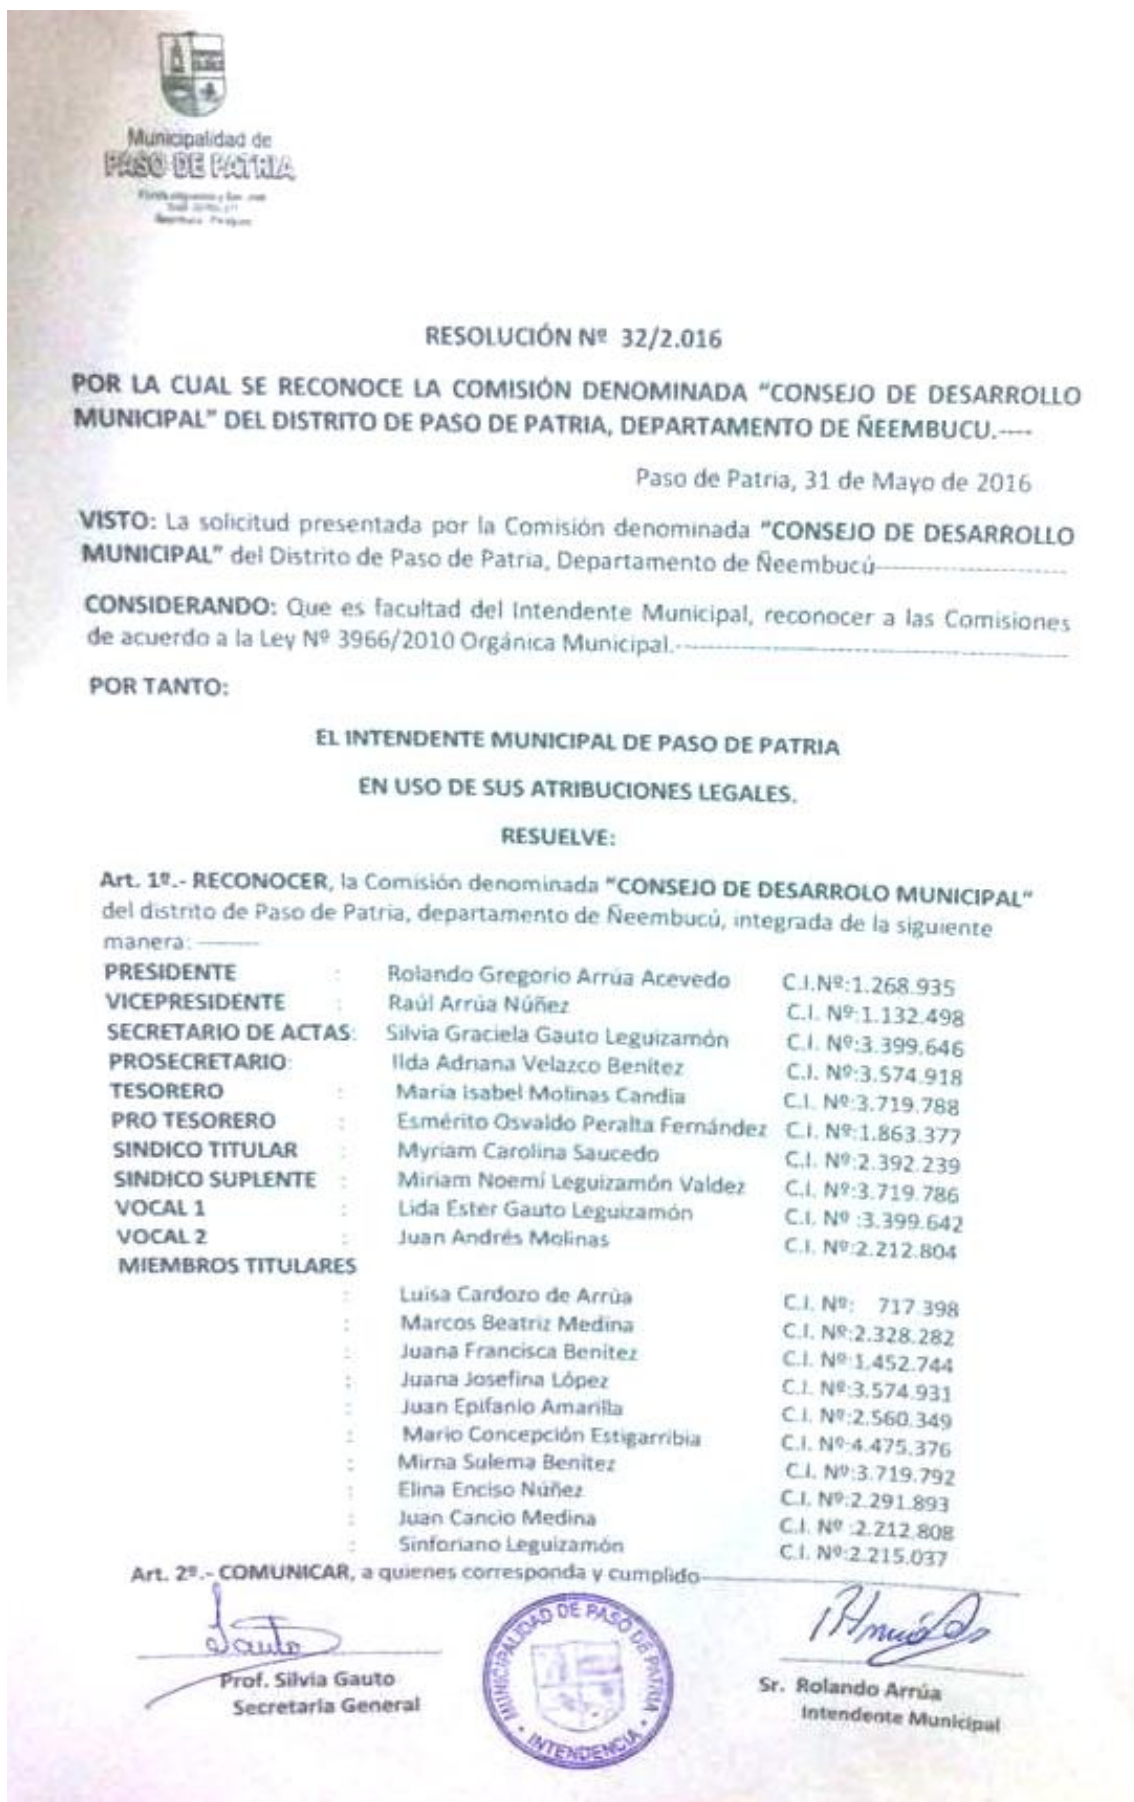 Municipalidad de
PASO DE PATRIA
RESOLUCIÓN Nº 32/2.016
POR LA CUAL SE RECONOCE LA COMISIÓN DENOMINADA "CONSEJO DE DESARROLLO
MUNICIPAL" DEL DISTRITO DE PASO DE PATRIA, DEPARTAMENTO DE ÑEEMBUCU.----
Paso de Patria, 31 de Mayo de 2016
VISTO: La solicitud presentada por la Comisión denominada "CONSEJO DE DESARROLLO
MUNICIPAL" del Distrito de Paso de Patria, Departamento de Ñeembucú----------------------
CONSIDERANDO: Que es facultad del Intendente Municipal, reconocer a las Comisiones
de acuerdo a la Ley Nº 3966/2010 Orgánica Municipal.---------------------------------------------
POR TANTO:
EL INTENDENTE MUNICIPAL DE PASO DE PATRIA
EN USO DE SUS ATRIBUCIONES LEGALES.
RESUELVE:
Art. 1º.- RECONOCER, la Comisión denominada "CONSEJO DE DESARROLO MUNICIPAL"
del distrito de Paso de Patria, departamento de Ñeembucú, integrada de la siguiente
manera: --------
PRESIDENTE : Rolando Gregorio Arrúa Acevedo C.I.Nº:1.268.935
VICEPRESIDENTE : Raúl Arrúa Núñez C.I. Nº:1.132.498
SECRETARIO DE ACTAS: Silvia Graciela Gauto Leguizamón C.I. Nº:3.399.646
PROSECRETARIO: Ilda Adriana Velazco Benítez C.I. Nº:3.574.918
TESORERO : María Isabel Molinas Candia C.I. Nº:3.719.788
PRO TESORERO : Esmérito Osvaldo Peralta Fernández C.I. Nº:1.863.377
SINDICO TITULAR : Myriam Carolina Saucedo C.I. Nº:2.392.239
SINDICO SUPLENTE : Miriam Noemí Leguizamón Valdez C.I. Nº:3.719.786
VOCAL 1 : Lida Ester Gauto Leguizamón C.I. Nº :3.399.642
VOCAL 2 : Juan Andrés Molinas C.I. Nº:2.212.804
MIEMBROS TITULARES
: Luisa Cardozo de Arrúa C.I. Nº: 717.398
: Marcos Beatriz Medina C.I. Nº:2.328.282
: Juana Francisca Benítez C.I. Nº:1.452.744
: Juana Josefina López C.I. Nº:3.574.931
: Juan Epifanio Amarilla C.I. Nº:2.560.349
: Mario Concepción Estigarribia C.I. Nº:4.475.376
: Mirna Sulema Benítez C.I. Nº:3.719.792
: Elina Enciso Núñez C.I. Nº:2.291.893
: Juan Cancio Medina C.I. Nº :2.212.808
: Sinforiano Leguizamón C.I. Nº:2.215.037
Art. 2º.- COMUNICAR, a quienes corresponda y cumplido----------------------------------
Gauto
Prof. Silvia Gauto
Secretaria General
MUNICIPALIDAD DE PASO DE PATRIA
INTENDENCIA
Sr. Rolando Arrúa
Intendente Municipal